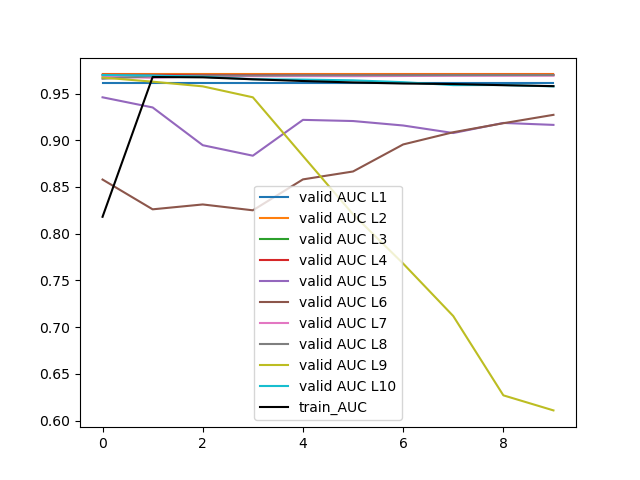 0.95
0.90
0.85
0.80
0.75
0.70
0.65
0.60
valid AUC L1
valid AUC L2
valid AUC L3
valid AUC L4
valid AUC L5
valid AUC L6
valid AUC L7
valid AUC L8
valid AUC L9
valid AUC L10
train_AUC
0 2 4 6 8